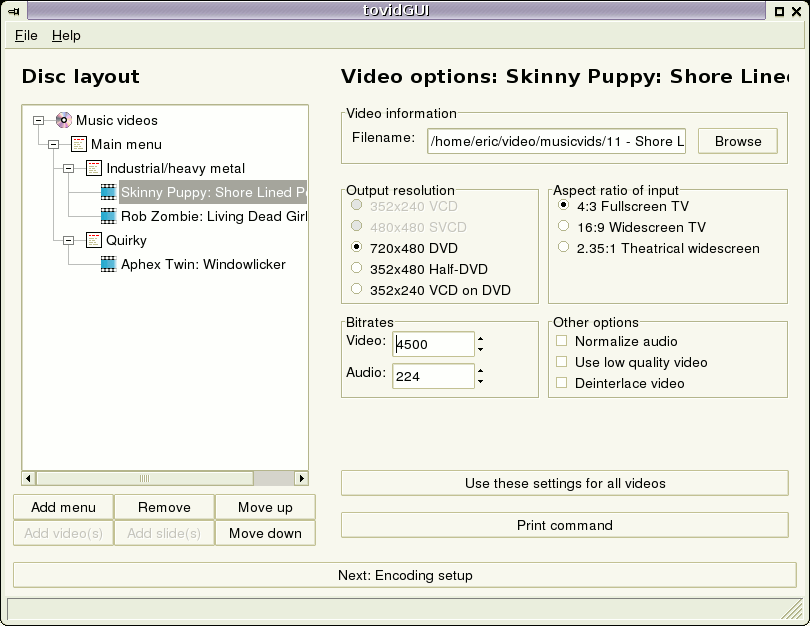 tovidGUI
File Help
Disc layout
Music videos
Main menu
Industrial/heavy metal
Skinny Puppy: Shore Lined P
Rob Zombie: Living Dead Girl
Quirky
Aphex Twin: Windowlicker
Add menu Remove Move up
Add video(s) Add slide(s) Move down
Video options: Skinny Puppy: Shore Line
Video information
Filename: /home/eric/video/musicvids/11 - Shore L Browse
Output resolution
352x240 VCD
480x480 SVCD
720x480 DVD
352x480 Half-DVD
352x240 VCD on DVD
Aspect ratio of input
4:3 Fullscreen TV
16:9 Widescreen TV
2.35:1 Theatrical widescreen
Bitrates
Video: 4500
Audio: 224
Other options
Normalize audio
Use low quality video
Deinterlace video
Use these settings for all videos
Print command
Next: Encoding setup